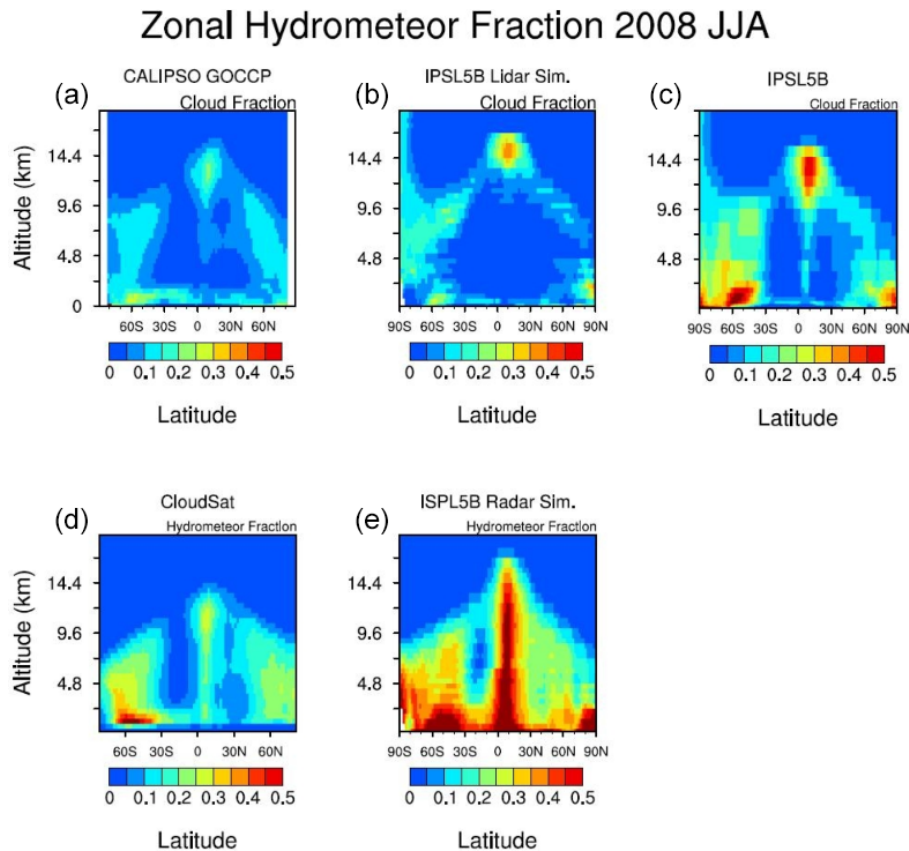 Zonal Hydrometeor Fraction 2008 JJA
(a) CALIPSO GOCCP
Cloud Fraction
Altitude (km)
14.4
9.6
4.8
0
60S 30S 0 30N 60N
0 0.1 0.2 0.3 0.4 0.5
Latitude
(b) IPSL5B Lidar Sim.
Cloud Fraction
14.4
9.6
4.8
0
90S 60S 30S 0 30N 60N 90N
0 0.1 0.2 0.3 0.4 0.5
Latitude
(c) IPSL5B
Cloud Fraction
14.4
9.6
4.8
0
90S 60S 30S 0 30N 60N 90N
0 0.1 0.2 0.3 0.4 0.5
Latitude
(d) CloudSat
Hydrometeor Fraction
Altitude (km)
14.4
9.6
4.8
60S 30S 0 30N 60N
0 0.1 0.2 0.3 0.4 0.5
Latitude
(e) ISPL5B Radar Sim.
Hydrometeor Fraction
14.4
9.6
4.8
90S 60S 30S 0 30N 60N 90N
0 0.1 0.2 0.3 0.4 0.5
Latitude